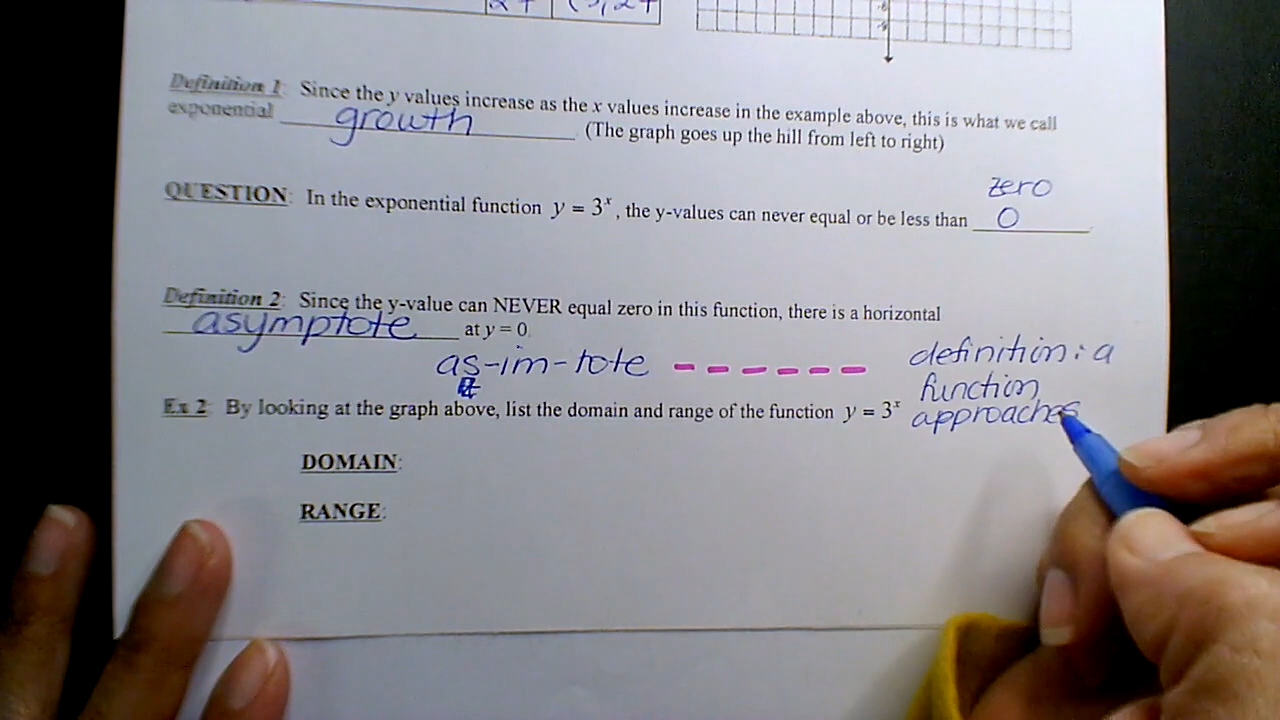 Definition 1: Since the y values increase as the x values increase in the example above, this is what we call
exponential growth. (The graph goes up the hill from left to right)
zero
QUESTION: In the exponential function y = 3ˣ, the y-values can never equal or be less than 0.
Definition 2: Since the y-value can NEVER equal zero in this function, there is a horizontal
asymptote at y = 0.
as-im-tote
definition: a
function
approaches
Ex 2: By looking at the graph above, list the domain and range of the function y = 3ˣ
DOMAIN:
RANGE: